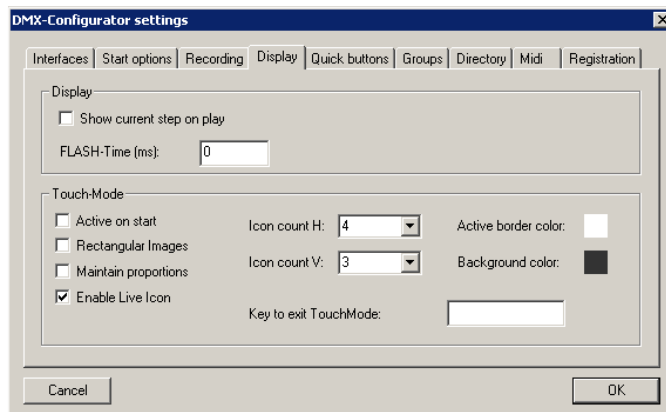 DMX-Configurator settings
Interfaces Start options Recording Display Quick buttons Groups Directory Midi Registration
Display
Show current step on play
FLASH-Time (ms): 0
Touch-Mode
Active on start Icon count H: 4 Active border color:
Rectangular Images
Maintain proportions Icon count V: 3 Background color:
Enable Live Icon
Key to exit TouchMode:
Cancel OK